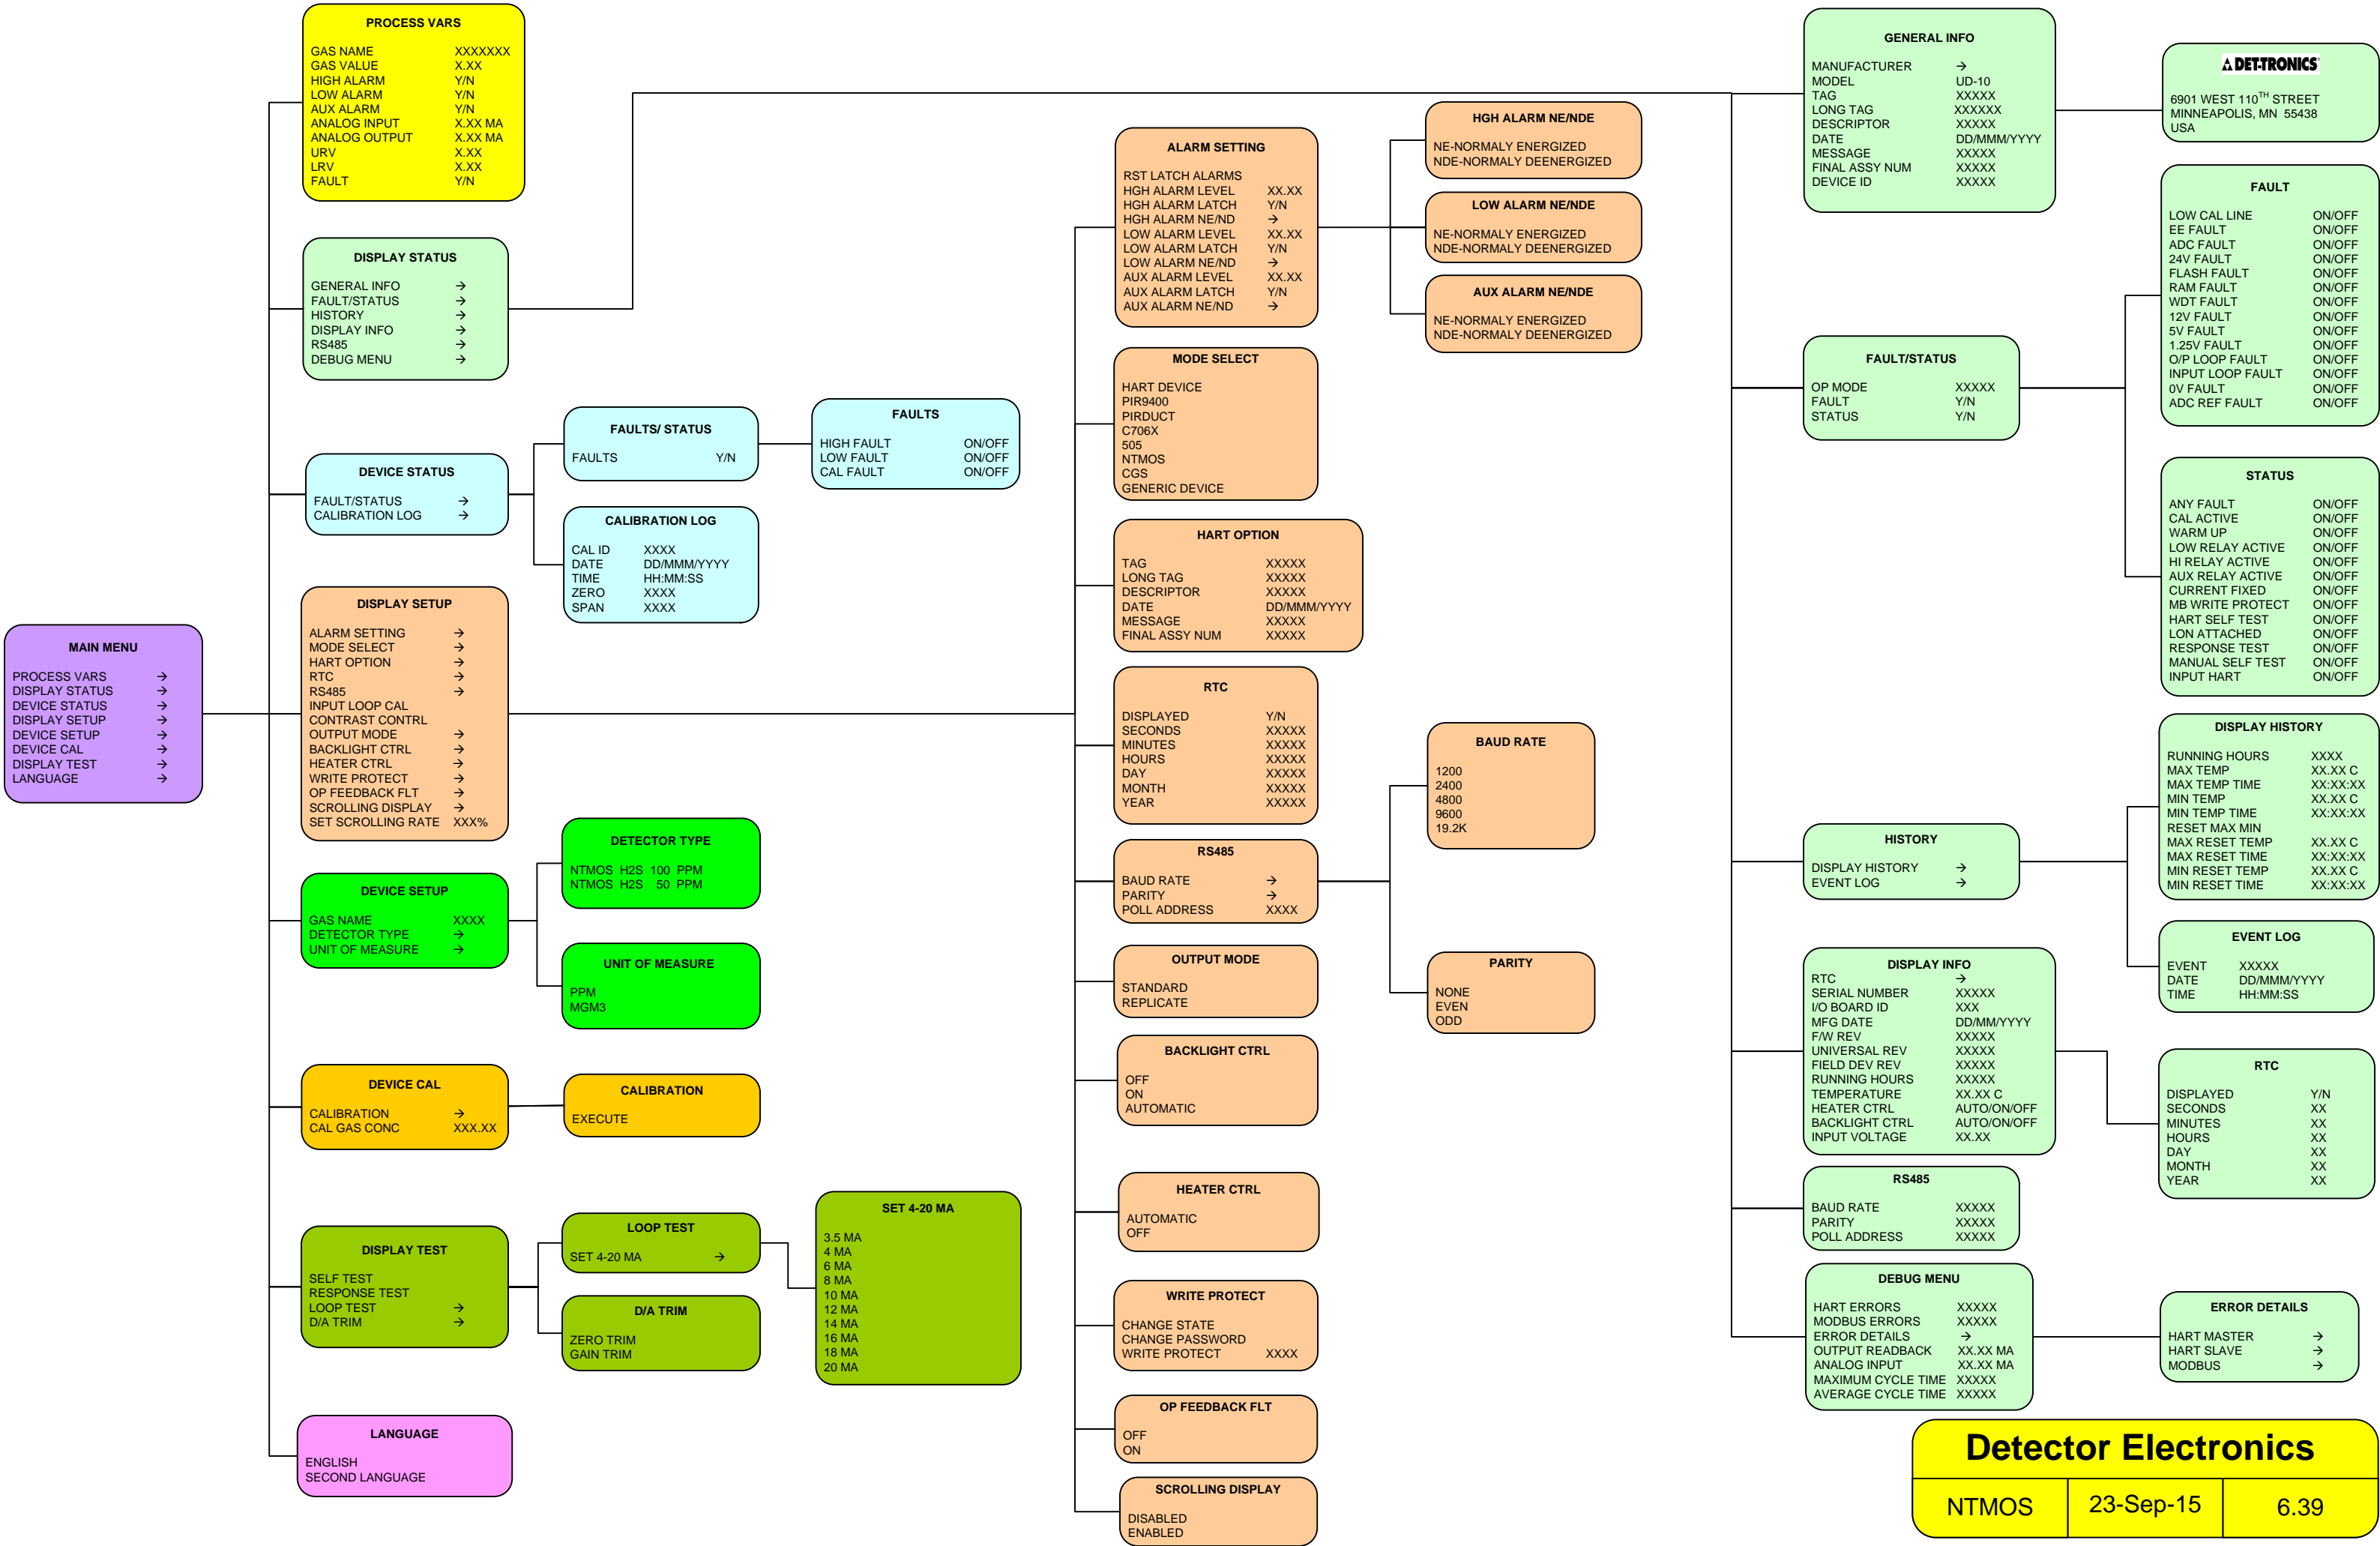 MAIN MENU
PROCESS VARS →
DISPLAY STATUS →
DEVICE STATUS →
DISPLAY SETUP →
DEVICE SETUP →
DEVICE CAL →
DISPLAY TEST →
LANGUAGE →
PROCESS VARS
GAS NAME XXXXXXX
GAS VALUE X.XX
HIGH ALARM Y/N
LOW ALARM Y/N
AUX ALARM Y/N
ANALOG INPUT X.XX MA
ANALOG OUTPUT X.XX MA
URV X.XX
LRV X.XX
FAULT Y/N
DISPLAY STATUS
GENERAL INFO →
FAULT/STATUS →
HISTORY →
DISPLAY INFO →
RS485 →
DEBUG MENU →
DEVICE STATUS
FAULT/STATUS →
CALIBRATION LOG →
FAULTS/ STATUS
FAULTS Y/N
FAULTS
HIGH FAULT ON/OFF
LOW FAULT ON/OFF
CAL FAULT ON/OFF
CALIBRATION LOG
CAL ID XXXX
DATE DD/MMM/YYYY
TIME HH:MM:SS
ZERO XXXX
SPAN XXXX
DISPLAY SETUP
ALARM SETTING →
MODE SELECT →
HART OPTION →
RTC →
RS485 →
INPUT LOOP CAL
CONTRAST CONTRL
OUTPUT MODE →
BACKLIGHT CTRL →
HEATER CTRL →
WRITE PROTECT →
OP FEEDBACK FLT →
SCROLLING DISPLAY →
SET SCROLLING RATE XXX%
DEVICE SETUP
GAS NAME XXXX
DETECTOR TYPE →
UNIT OF MEASURE →
DETECTOR TYPE
NTMOS H2S 100 PPM
NTMOS H2S 50 PPM
UNIT OF MEASURE
PPM
MGM3
DEVICE CAL
CALIBRATION →
CAL GAS CONC XXX.XX
CALIBRATION
EXECUTE
DISPLAY TEST
SELF TEST
RESPONSE TEST
LOOP TEST →
D/A TRIM →
LOOP TEST
SET 4-20 MA →
D/A TRIM
ZERO TRIM
GAIN TRIM
SET 4-20 MA
3.5 MA
4 MA
6 MA
8 MA
10 MA
12 MA
14 MA
16 MA
18 MA
20 MA
LANGUAGE
ENGLISH
SECOND LANGUAGE
ALARM SETTING
RST LATCH ALARMS
HGH ALARM LEVEL XX.XX
HGH ALARM LATCH Y/N
HGH ALARM NE/ND →
LOW ALARM LEVEL XX.XX
LOW ALARM LATCH Y/N
LOW ALARM NE/ND →
AUX ALARM LEVEL XX.XX
AUX ALARM LATCH Y/N
AUX ALARM NE/ND →
HGH ALARM NE/NDE
NE-NORMALY ENERGIZED
NDE-NORMALY DEENERGIZED
LOW ALARM NE/NDE
NE-NORMALY ENERGIZED
NDE-NORMALY DEENERGIZED
AUX ALARM NE/NDE
NE-NORMALY ENERGIZED
NDE-NORMALY DEENERGIZED
MODE SELECT
HART DEVICE
PIR9400
PIRDUCT
C706X
505
NTMOS
CGS
GENERIC DEVICE
HART OPTION
TAG XXXXX
LONG TAG XXXXX
DESCRIPTOR XXXXX
DATE DD/MMM/YYYY
MESSAGE XXXXX
FINAL ASSY NUM XXXXX
RTC
DISPLAYED Y/N
SECONDS XXXXX
MINUTES XXXXX
HOURS XXXXX
DAY XXXXX
MONTH XXXXX
YEAR XXXXX
RS485
BAUD RATE →
PARITY →
POLL ADDRESS XXXX
BAUD RATE
1200
2400
4800
9600
19.2K
PARITY
NONE
EVEN
ODD
OUTPUT MODE
STANDARD
REPLICATE
BACKLIGHT CTRL
OFF
ON
AUTOMATIC
HEATER CTRL
AUTOMATIC
OFF
WRITE PROTECT
CHANGE STATE
CHANGE PASSWORD
WRITE PROTECT XXXX
OP FEEDBACK FLT
OFF
ON
SCROLLING DISPLAY
DISABLED
ENABLED
GENERAL INFO
MANUFACTURER →
MODEL UD-10
TAG XXXXX
LONG TAG XXXXXX
DESCRIPTOR XXXXX
DATE DD/MMM/YYYY
MESSAGE XXXXX
FINAL ASSY NUM XXXXX
DEVICE ID XXXXX
DET-TRONICS
6901 WEST 110TH STREET
MINNEAPOLIS, MN 55438
USA
FAULT/STATUS
OP MODE XXXXX
FAULT Y/N
STATUS Y/N
FAULT
LOW CAL LINE ON/OFF
EE FAULT ON/OFF
ADC FAULT ON/OFF
24V FAULT ON/OFF
FLASH FAULT ON/OFF
RAM FAULT ON/OFF
WDT FAULT ON/OFF
12V FAULT ON/OFF
5V FAULT ON/OFF
1.25V FAULT ON/OFF
O/P LOOP FAULT ON/OFF
INPUT LOOP FAULT ON/OFF
0V FAULT ON/OFF
ADC REF FAULT ON/OFF
STATUS
ANY FAULT ON/OFF
CAL ACTIVE ON/OFF
WARM UP ON/OFF
LOW RELAY ACTIVE ON/OFF
HI RELAY ACTIVE ON/OFF
AUX RELAY ACTIVE ON/OFF
CURRENT FIXED ON/OFF
MB WRITE PROTECT ON/OFF
HART SELF TEST ON/OFF
LON ATTACHED ON/OFF
RESPONSE TEST ON/OFF
MANUAL SELF TEST ON/OFF
INPUT HART ON/OFF
HISTORY
DISPLAY HISTORY →
EVENT LOG →
DISPLAY HISTORY
RUNNING HOURS XXXX
MAX TEMP XX.XX C
MAX TEMP TIME XX:XX:XX
MIN TEMP XX.XX C
MIN TEMP TIME XX:XX:XX
RESET MAX MIN
MAX RESET TEMP XX.XX C
MAX RESET TIME XX:XX:XX
MIN RESET TEMP XX.XX C
MIN RESET TIME XX:XX:XX
EVENT LOG
EVENT XXXXX
DATE DD/MMM/YYYY
TIME HH:MM:SS
DISPLAY INFO
RTC →
SERIAL NUMBER XXXXX
I/O BOARD ID XXX
MFG DATE DD/MM/YYYY
F/W REV XXXXX
UNIVERSAL REV XXXXX
FIELD DEV REV XXXXX
RUNNING HOURS XXXXX
TEMPERATURE XX.XX C
HEATER CTRL AUTO/ON/OFF
BACKLIGHT CTRL AUTO/ON/OFF
INPUT VOLTAGE XX.XX
RTC
DISPLAYED Y/N
SECONDS XX
MINUTES XX
HOURS XX
DAY XX
MONTH XX
YEAR XX
RS485
BAUD RATE XXXXX
PARITY XXXXX
POLL ADDRESS XXXXX
DEBUG MENU
HART ERRORS XXXXX
MODBUS ERRORS XXXXX
ERROR DETAILS →
OUTPUT READBACK XX.XX MA
ANALOG INPUT XX.XX MA
MAXIMUM CYCLE TIME XXXXX
AVERAGE CYCLE TIME XXXXX
ERROR DETAILS
HART MASTER →
HART SLAVE →
MODBUS →
Detector Electronics
NTMOS 23-Sep-15 6.39